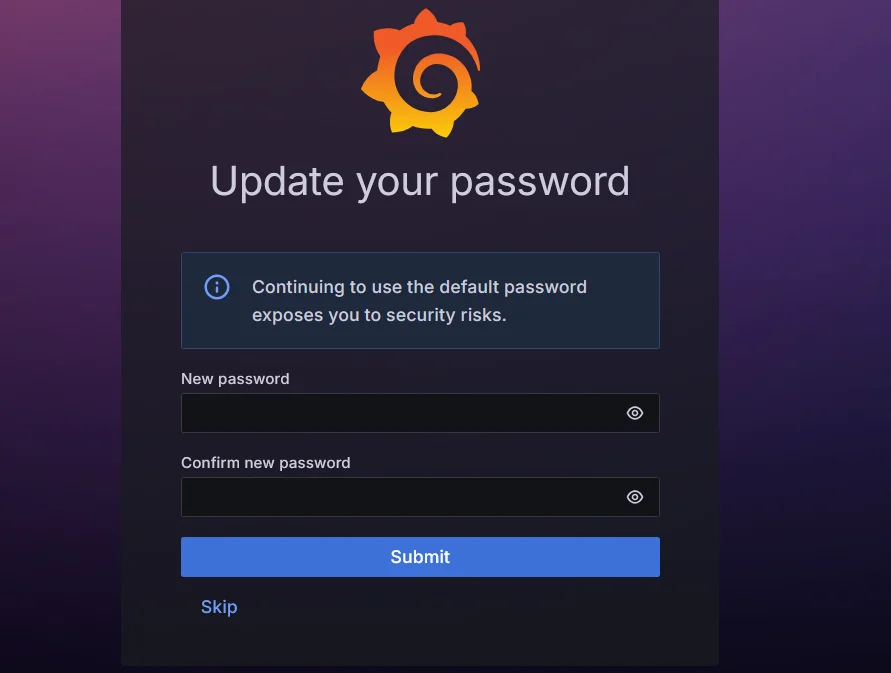 Update your password
Continuing to use the default password
exposes you to security risks.
New password
Confirm new password
Submit
Skip